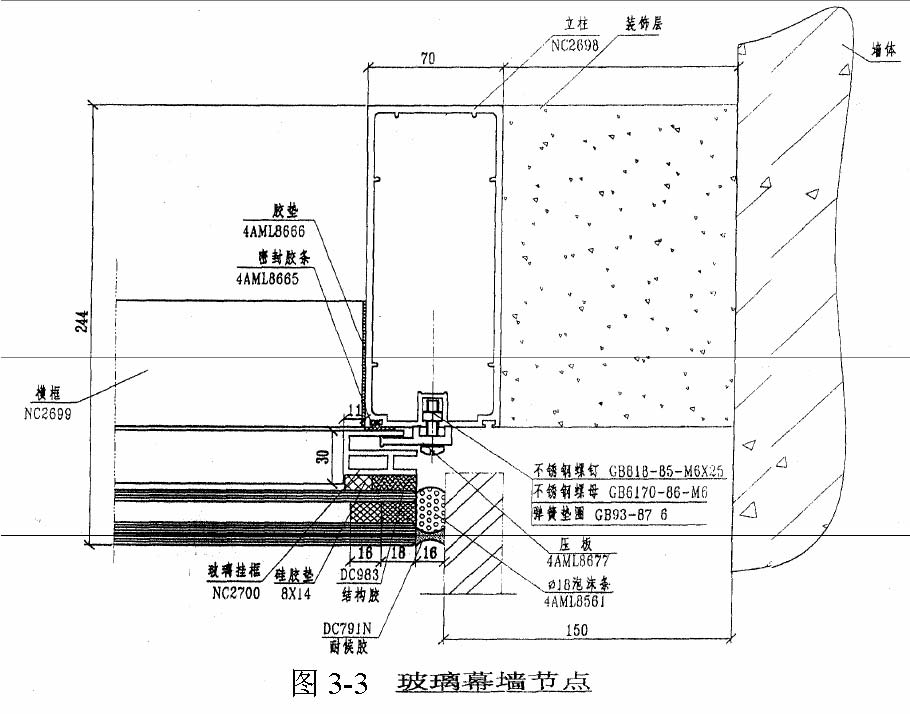 立柱
NC2698
装饰层
墙体
70
胶垫
4AML8666
密封胶条
4AML8665
244
横框
NC2699
11
30
不锈钢螺钉 GB818-85-M6X25
不锈钢螺母 GB6170-86-M6
弹簧垫圈 GB93-87 6
16
18
16
压板
4AML8677
玻璃挂框
NC2700
硅胶垫
8X14
DC983
结构胶
ø18泡沫条
4AML8561
DC791N
耐候胶
150
图 3-3 玻璃幕墙节点